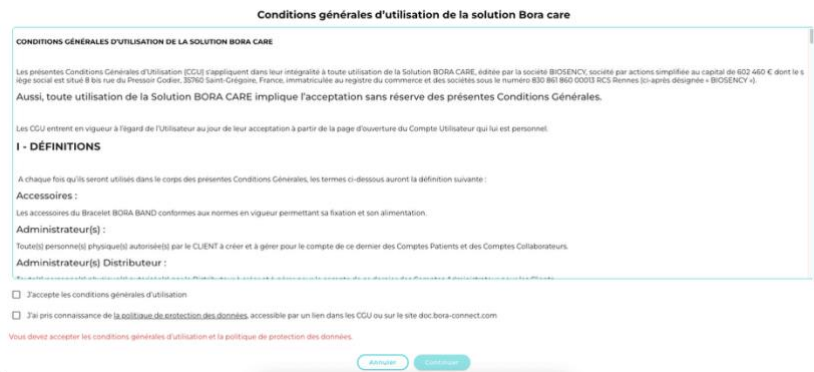 Conditions générales d'utilisation de la solution Bora care
CONDITIONS GÉNÉRALES D'UTILISATION DE LA SOLUTION BORA CARE
Les présentes Conditions Générales d'Utilisation (CGU) s'appliquent dans leur intégralité à toute utilisation de la Solution BORA CARE, éditée par la société BIOSENCY, société par actions simplifiée au capital de 602 460 € dont le s
iège social est situé 8 bis rue du Pressoir Godier, 35760 Saint-Grégoire, France, immatriculée au registre du commerce et des sociétés sous le numéro 830 861 860 00013 RCS Rennes (ci-après désignée « BIOSENCY »).
Aussi, toute utilisation de la Solution BORA CARE implique l'acceptation sans réserve des présentes Conditions Générales.
Les CGU entrent en vigueur à l'égard de l'Utilisateur au jour de leur acceptation à partir de la page d'ouverture du Compte Utilisateur qui lui est personnel.
I - DÉFINITIONS
A chaque fois qu'ils seront utilisés dans le corps des présentes Conditions Générales, les termes ci-dessous auront la définition suivante :
Accessoires :
Les accessoires du Bracelet BORA BAND conformes aux normes en vigueur permettant sa fixation et son alimentation.
Administrateur(s) :
Toute(s) personne(s) physique(s) autorisée(s) par le CLIENT à créer et à gérer pour le compte de ce dernier des Comptes Patients et des Comptes Collaborateurs.
Administrateur(s) Distributeur :
J'accepte les conditions générales d'utilisation
J'ai pris connaissance de la politique de protection des données, accessible par un lien dans les CGU ou sur le site doc.bora-connect.com
Vous devez accepter les conditions générales d'utilisation et la politique de protection des données.
Annuler
Continuer